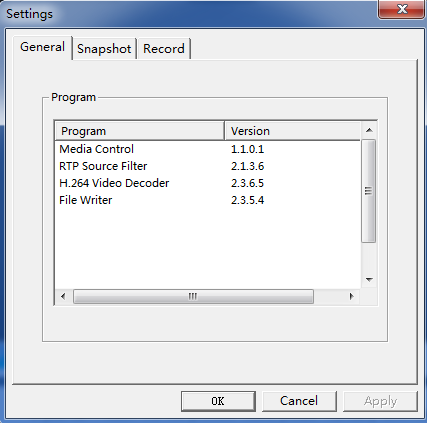 Settings
General Snapshot Record
Program
Program Version
Media Control 1.1.0.1
RTP Source Filter 2.1.3.6
H.264 Video Decoder 2.3.6.5
File Writer 2.3.5.4
OK Cancel Apply